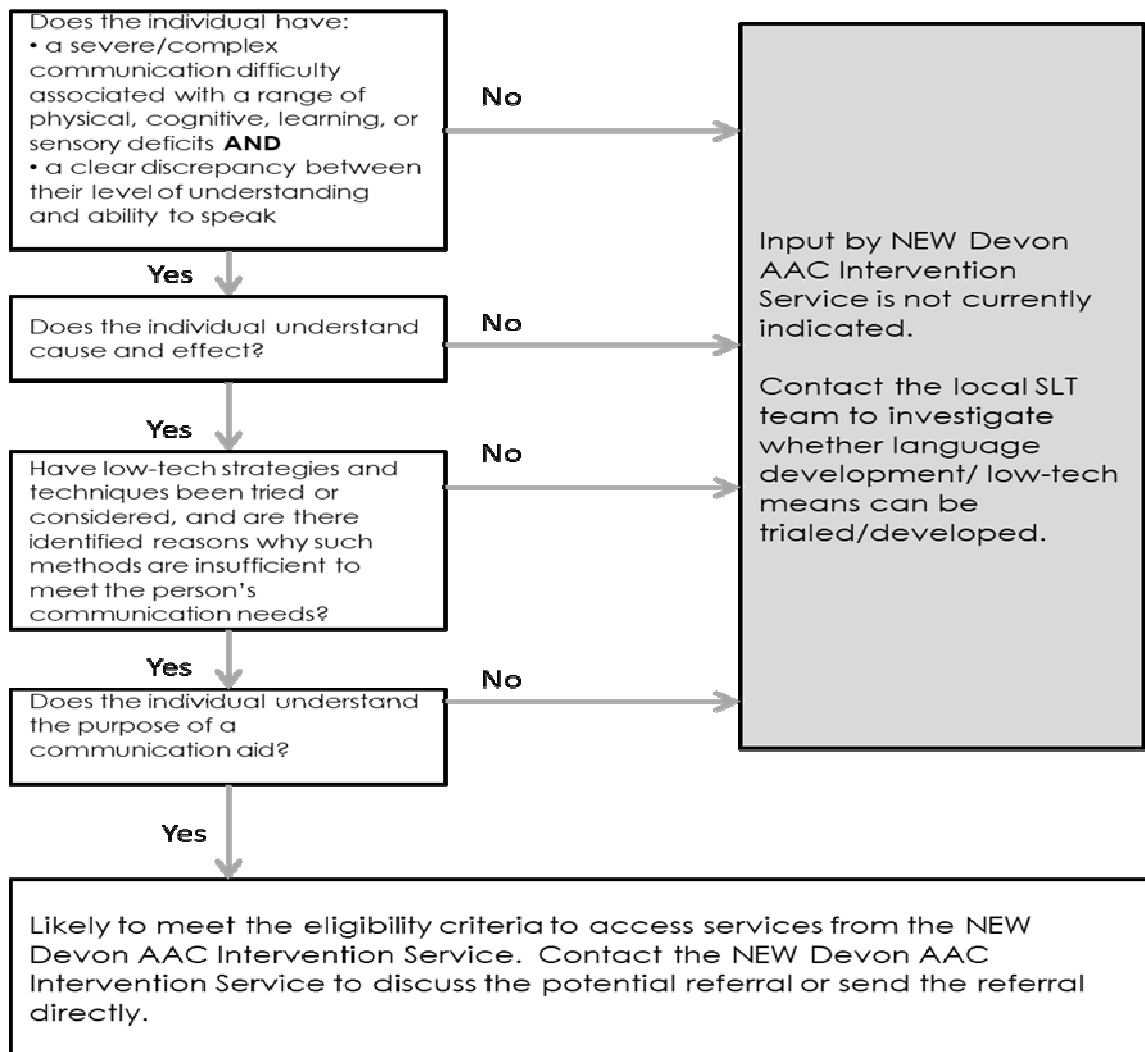 Does the individual have:
• a severe/complex
communication difficulty
associated with a range of
physical, cognitive, learning, or
sensory deficits AND
• a clear discrepancy between
their level of understanding
and ability to speak
No
Yes
Does the individual understand
cause and effect?
No
Yes
Have low-tech strategies and
techniques been tried or
considered, and are there
identified reasons why such
methods are insufficient to
meet the person's
communication needs?
No
Yes
Does the individual understand
the purpose of a
communication aid?
No
Yes
Input by NEW Devon
AAC Intervention
Service is not currently
indicated.
Contact the local SLT
team to investigate
whether language
development/ low-tech
means can be
trialed/developed.
Likely to meet the eligibility criteria to access services from the NEW
Devon AAC Intervention Service.  Contact the NEW Devon AAC
Intervention Service to discuss the potential referral or send the referral
directly.